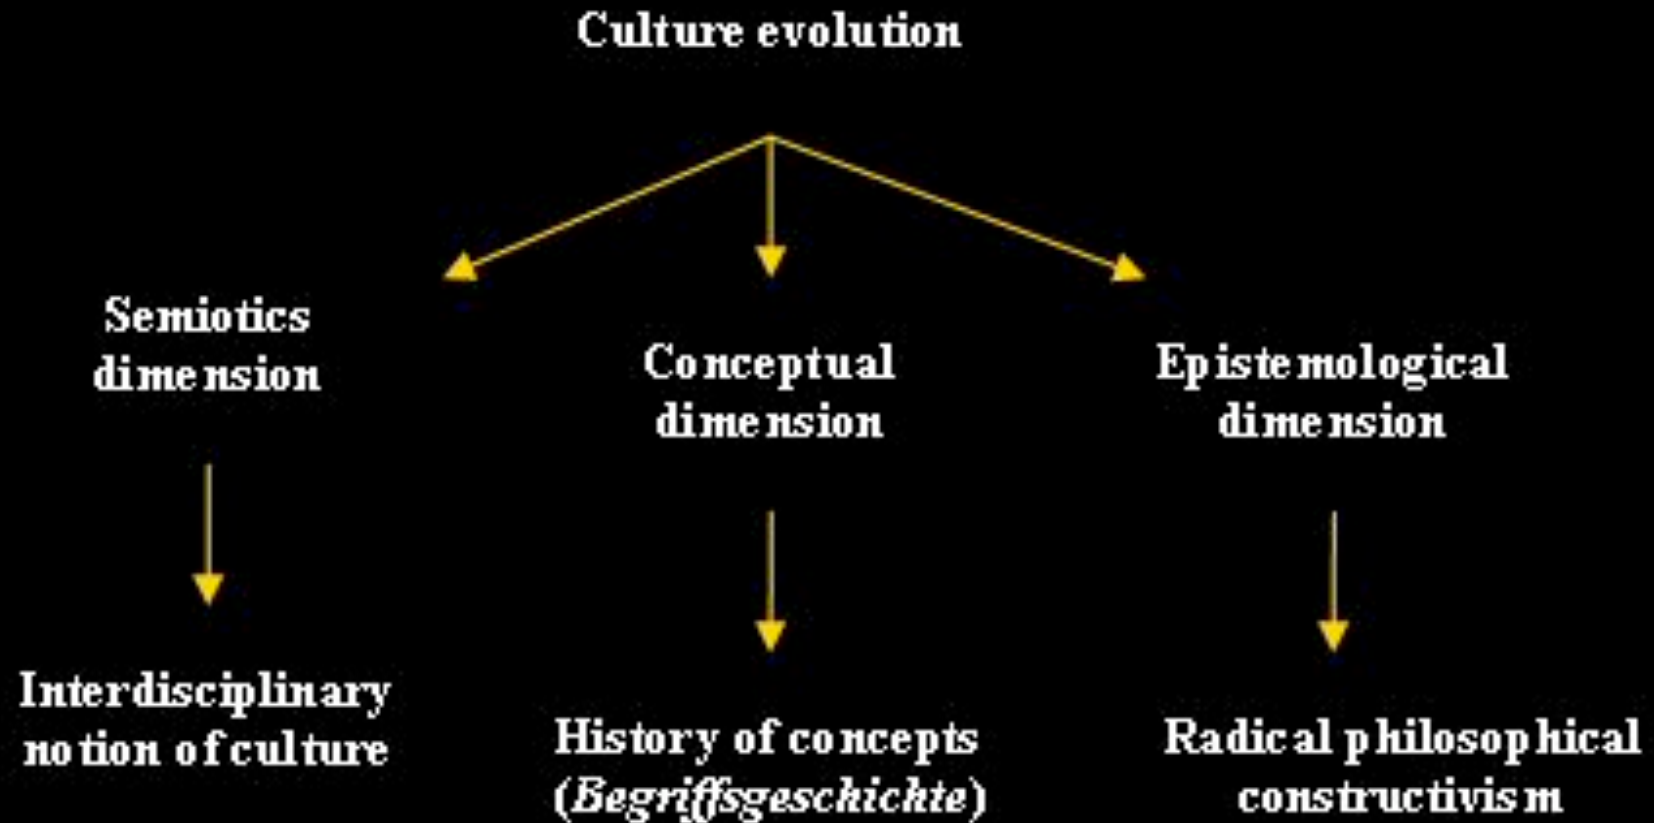 Culture evolution
Semiotics
dimension
Conceptual
dimension
Epistemological
dimension
Interdisciplinary
notion of culture
History of concepts
(Begriffsgeschichte)
Radical philosophical
constructivism